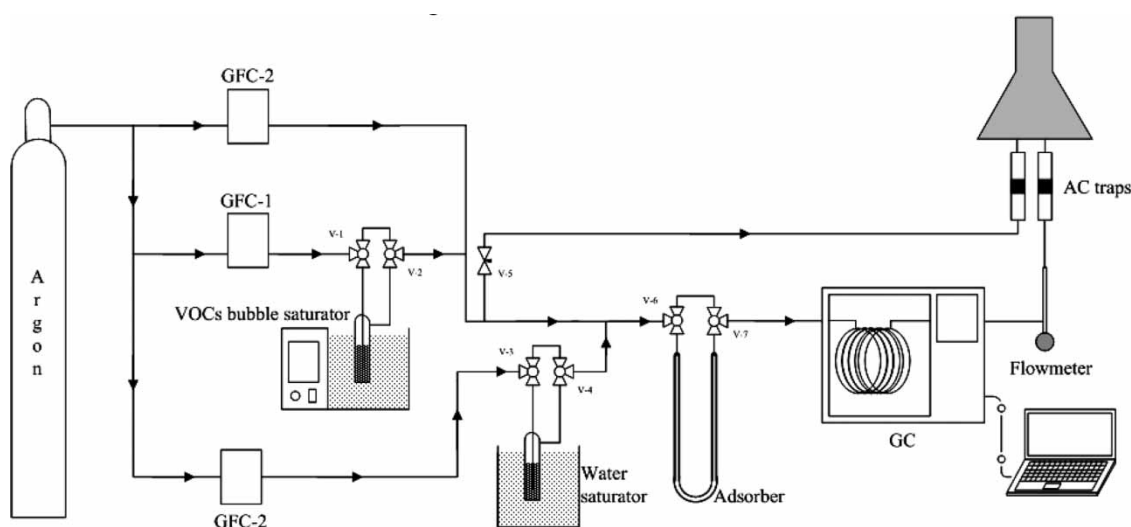 GFC-2
GFC-1
AC traps
V-1
V-2
V-5
Argon
VOCs bubble saturator
V-6
V-7
V-3
V-4
Flowmeter
GC
Water
saturator
Adsorber
GFC-2